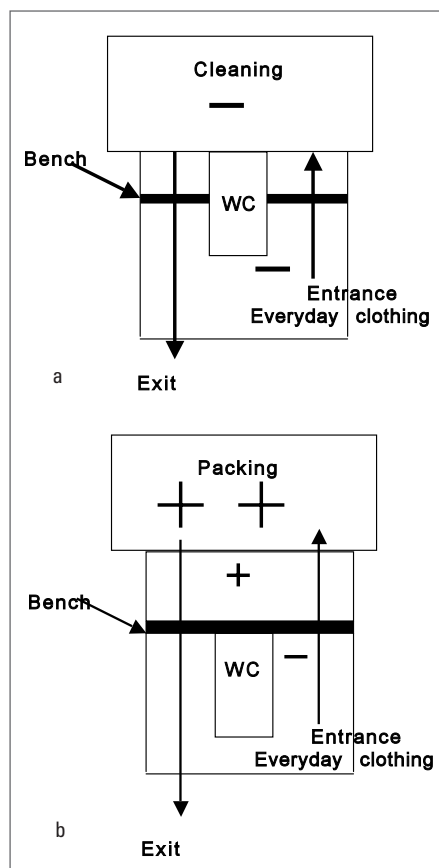 Cleaning
−
Bench
WC
−
Entrance
Everyday clothing
a
Exit
Packing
+ +
+
Bench
WC
−
Entrance
Everyday clothing
b
Exit